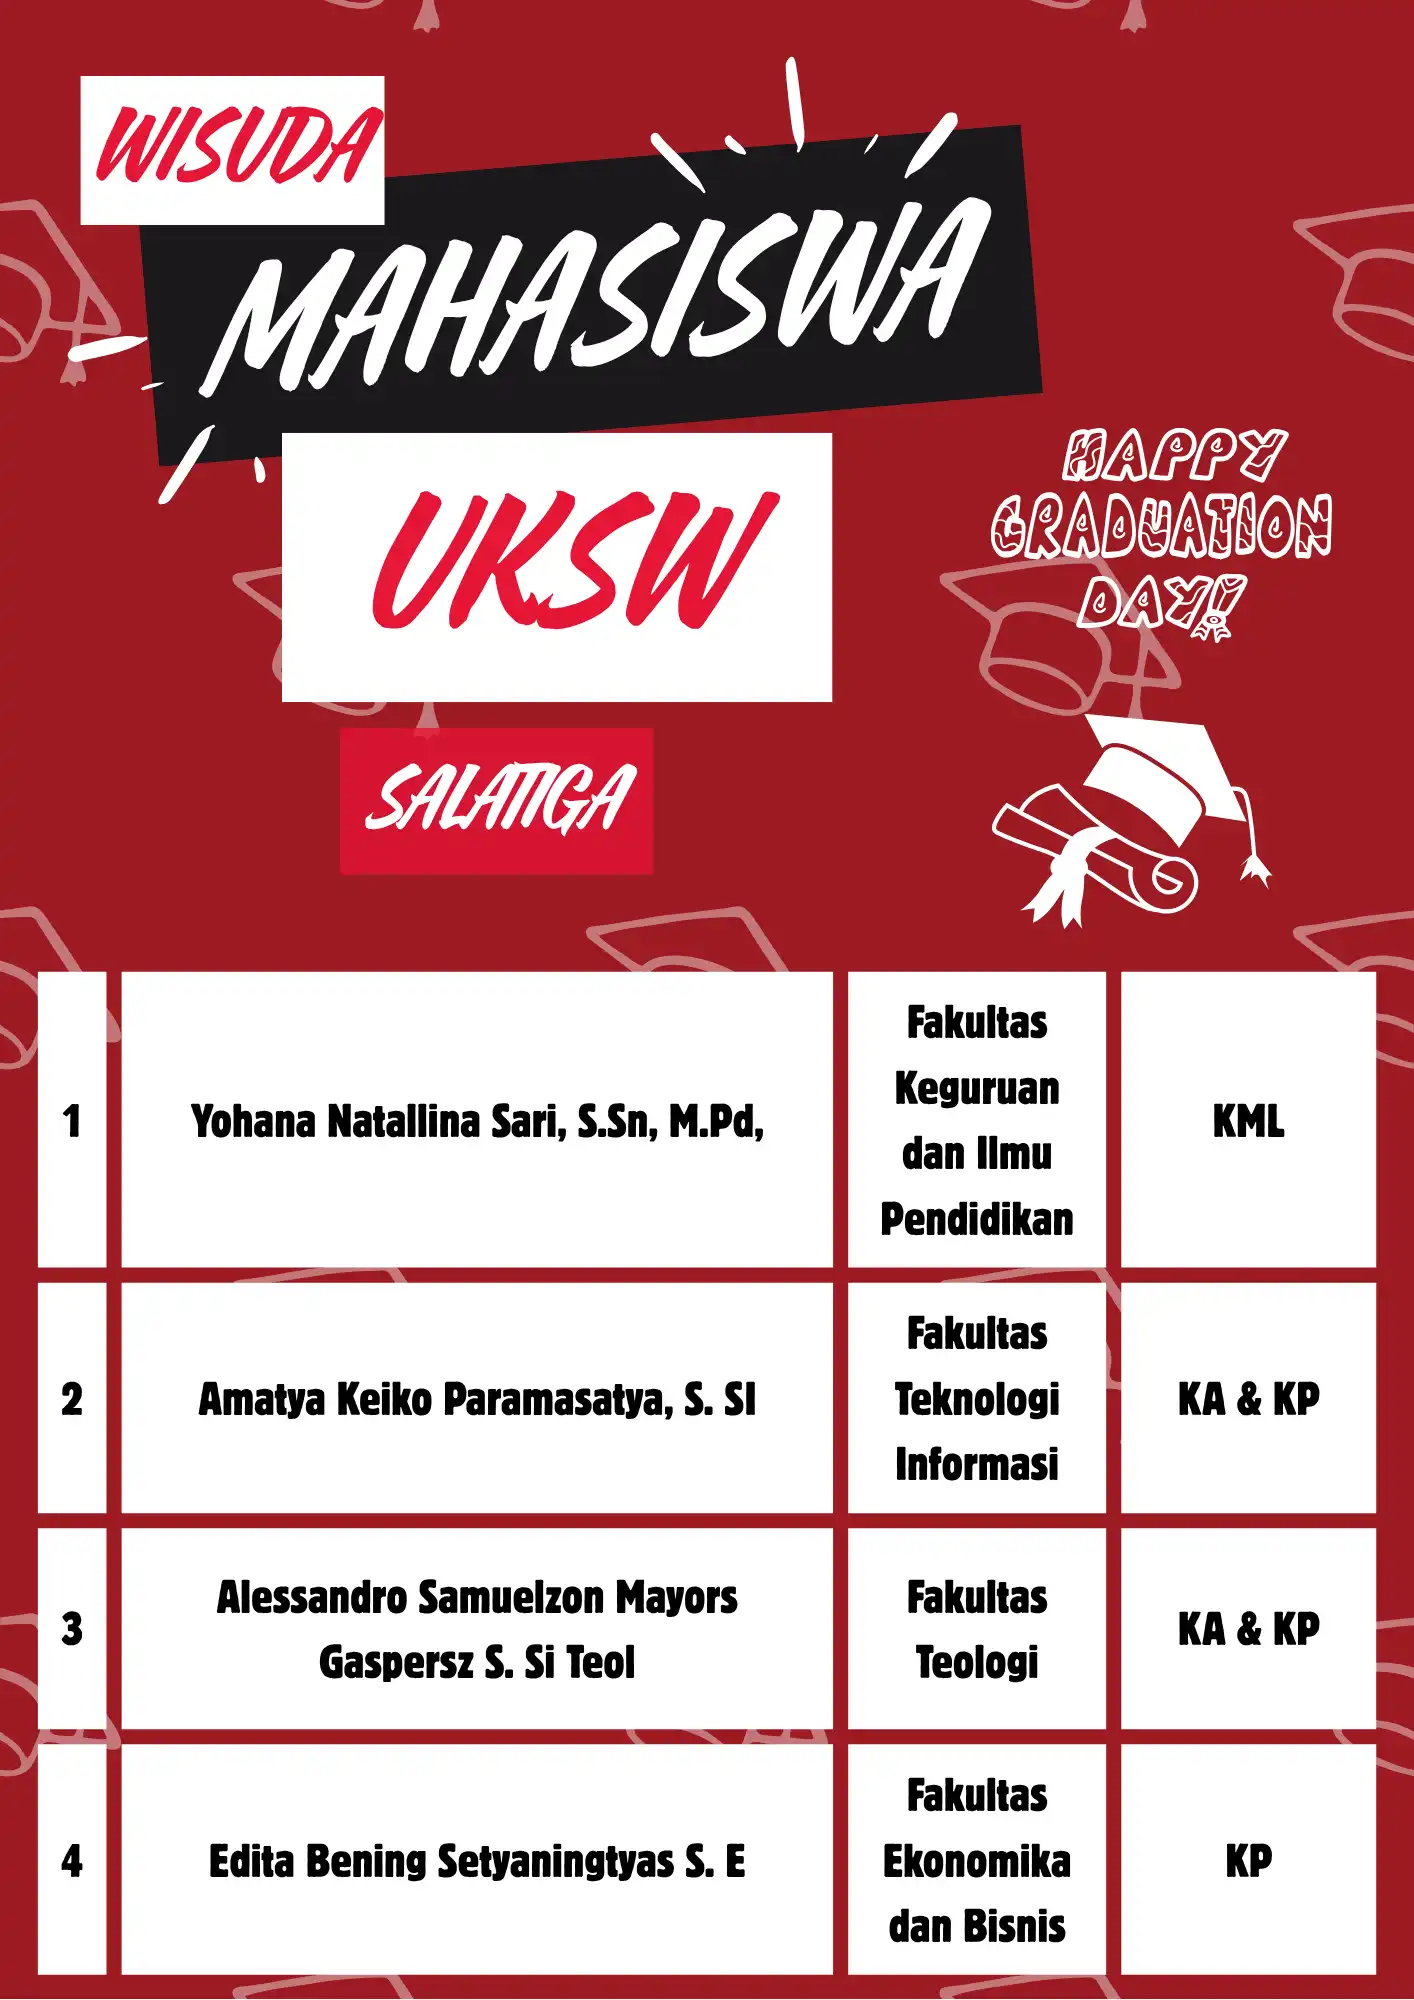 WISUDA
MAHASISWA
UKSW
SALATIGA
HAPPY
GRADUATION
DAY!
1
Yohana Natallina Sari, S.Sn, M.Pd,
Fakultas
Keguruan
dan Ilmu
Pendidikan
KML
2
Amatya Keiko Paramasatya, S. SI
Fakultas
Teknologi
Informasi
KA & KP
3
Alessandro Samuelzon Mayors
Gaspersz S. Si Teol
Fakultas
Teologi
KA & KP
4
Edita Bening Setyaningtyas S. E
Fakultas
Ekonomika
dan Bisnis
KP